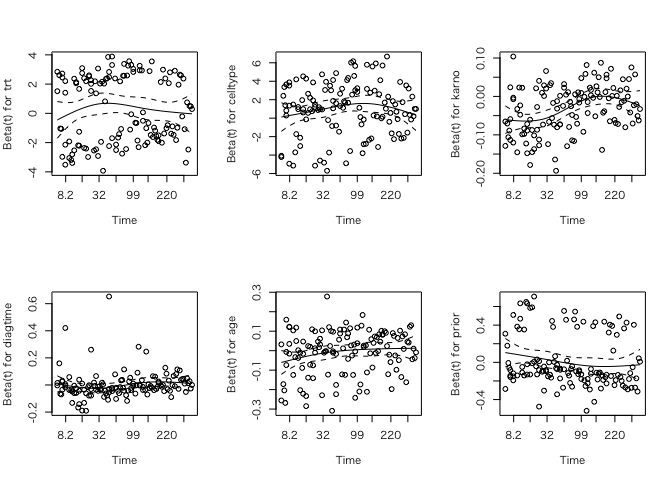 Beta(t) for trt
4
2
0
-2
-4
8.2 32 99 220
Time
Beta(t) for celltype
6
4
2
-2
-6
8.2 32 99 220
Time
Beta(t) for karno
0.10
0.00
-0.10
-0.20
8.2 32 99 220
Time
Beta(t) for diagtime
0.6
0.4
0.2
-0.2
8.2 32 99 220
Time
Beta(t) for age
0.3
0.1
-0.1
-0.3
8.2 32 99 220
Time
Beta(t) for prior
0.4
0.0
-0.4
8.2 32 99 220
Time